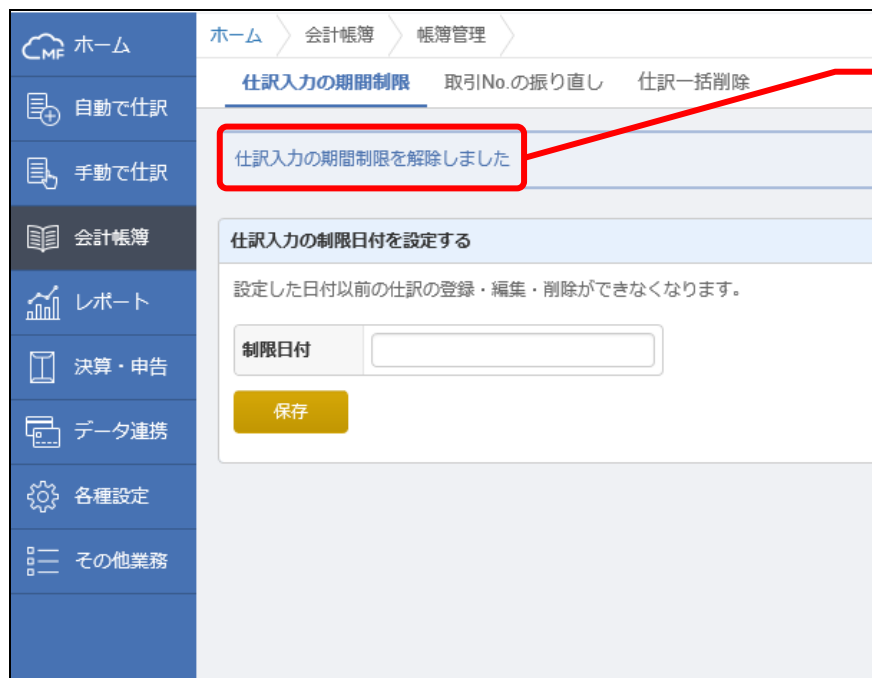 MF ホーム
自動で仕訳
手動で仕訳
会計帳簿
レポート
決算・申告
データ連携
各種設定
その他業務
ホーム 会計帳簿 帳簿管理
仕訳入力の期間制限 取引No.の振り直し 仕訳一括削除
仕訳入力の期間制限を解除しました
仕訳入力の制限日付を設定する
設定した日付以前の仕訳の登録・編集・削除ができなくなります。
制限日付
保存